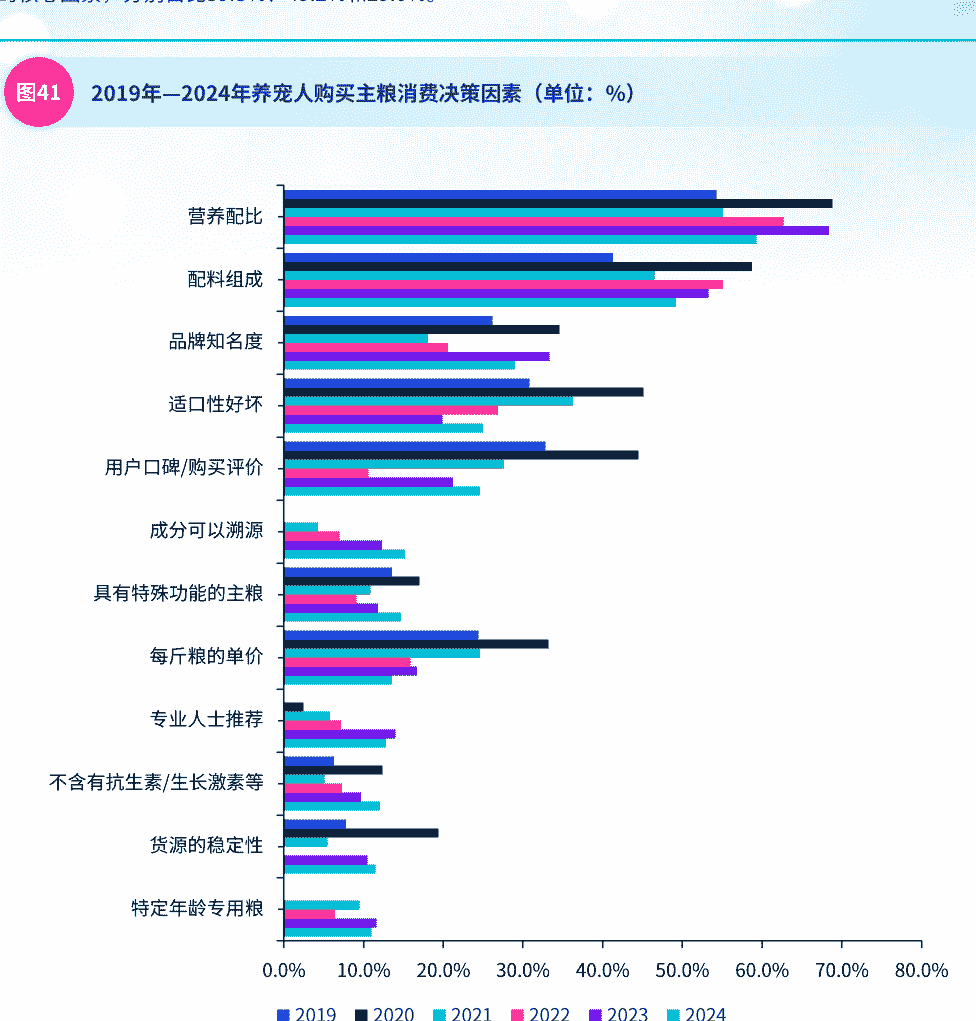 图41
2019年—2024年养宠人购买主粮消费决策因素（单位：%）
营养配比
配料组成
品牌知名度
适口性好坏
用户口碑/购买评价
成分可以溯源
具有特殊功能的主粮
每斤粮的单价
专业人士推荐
不含有抗生素/生长激素等
货源的稳定性
特定年龄专用粮
0.0% 10.0% 20.0% 30.0% 40.0% 50.0% 60.0% 70.0% 80.0%
2019 2020 2021 2022 2023 2024